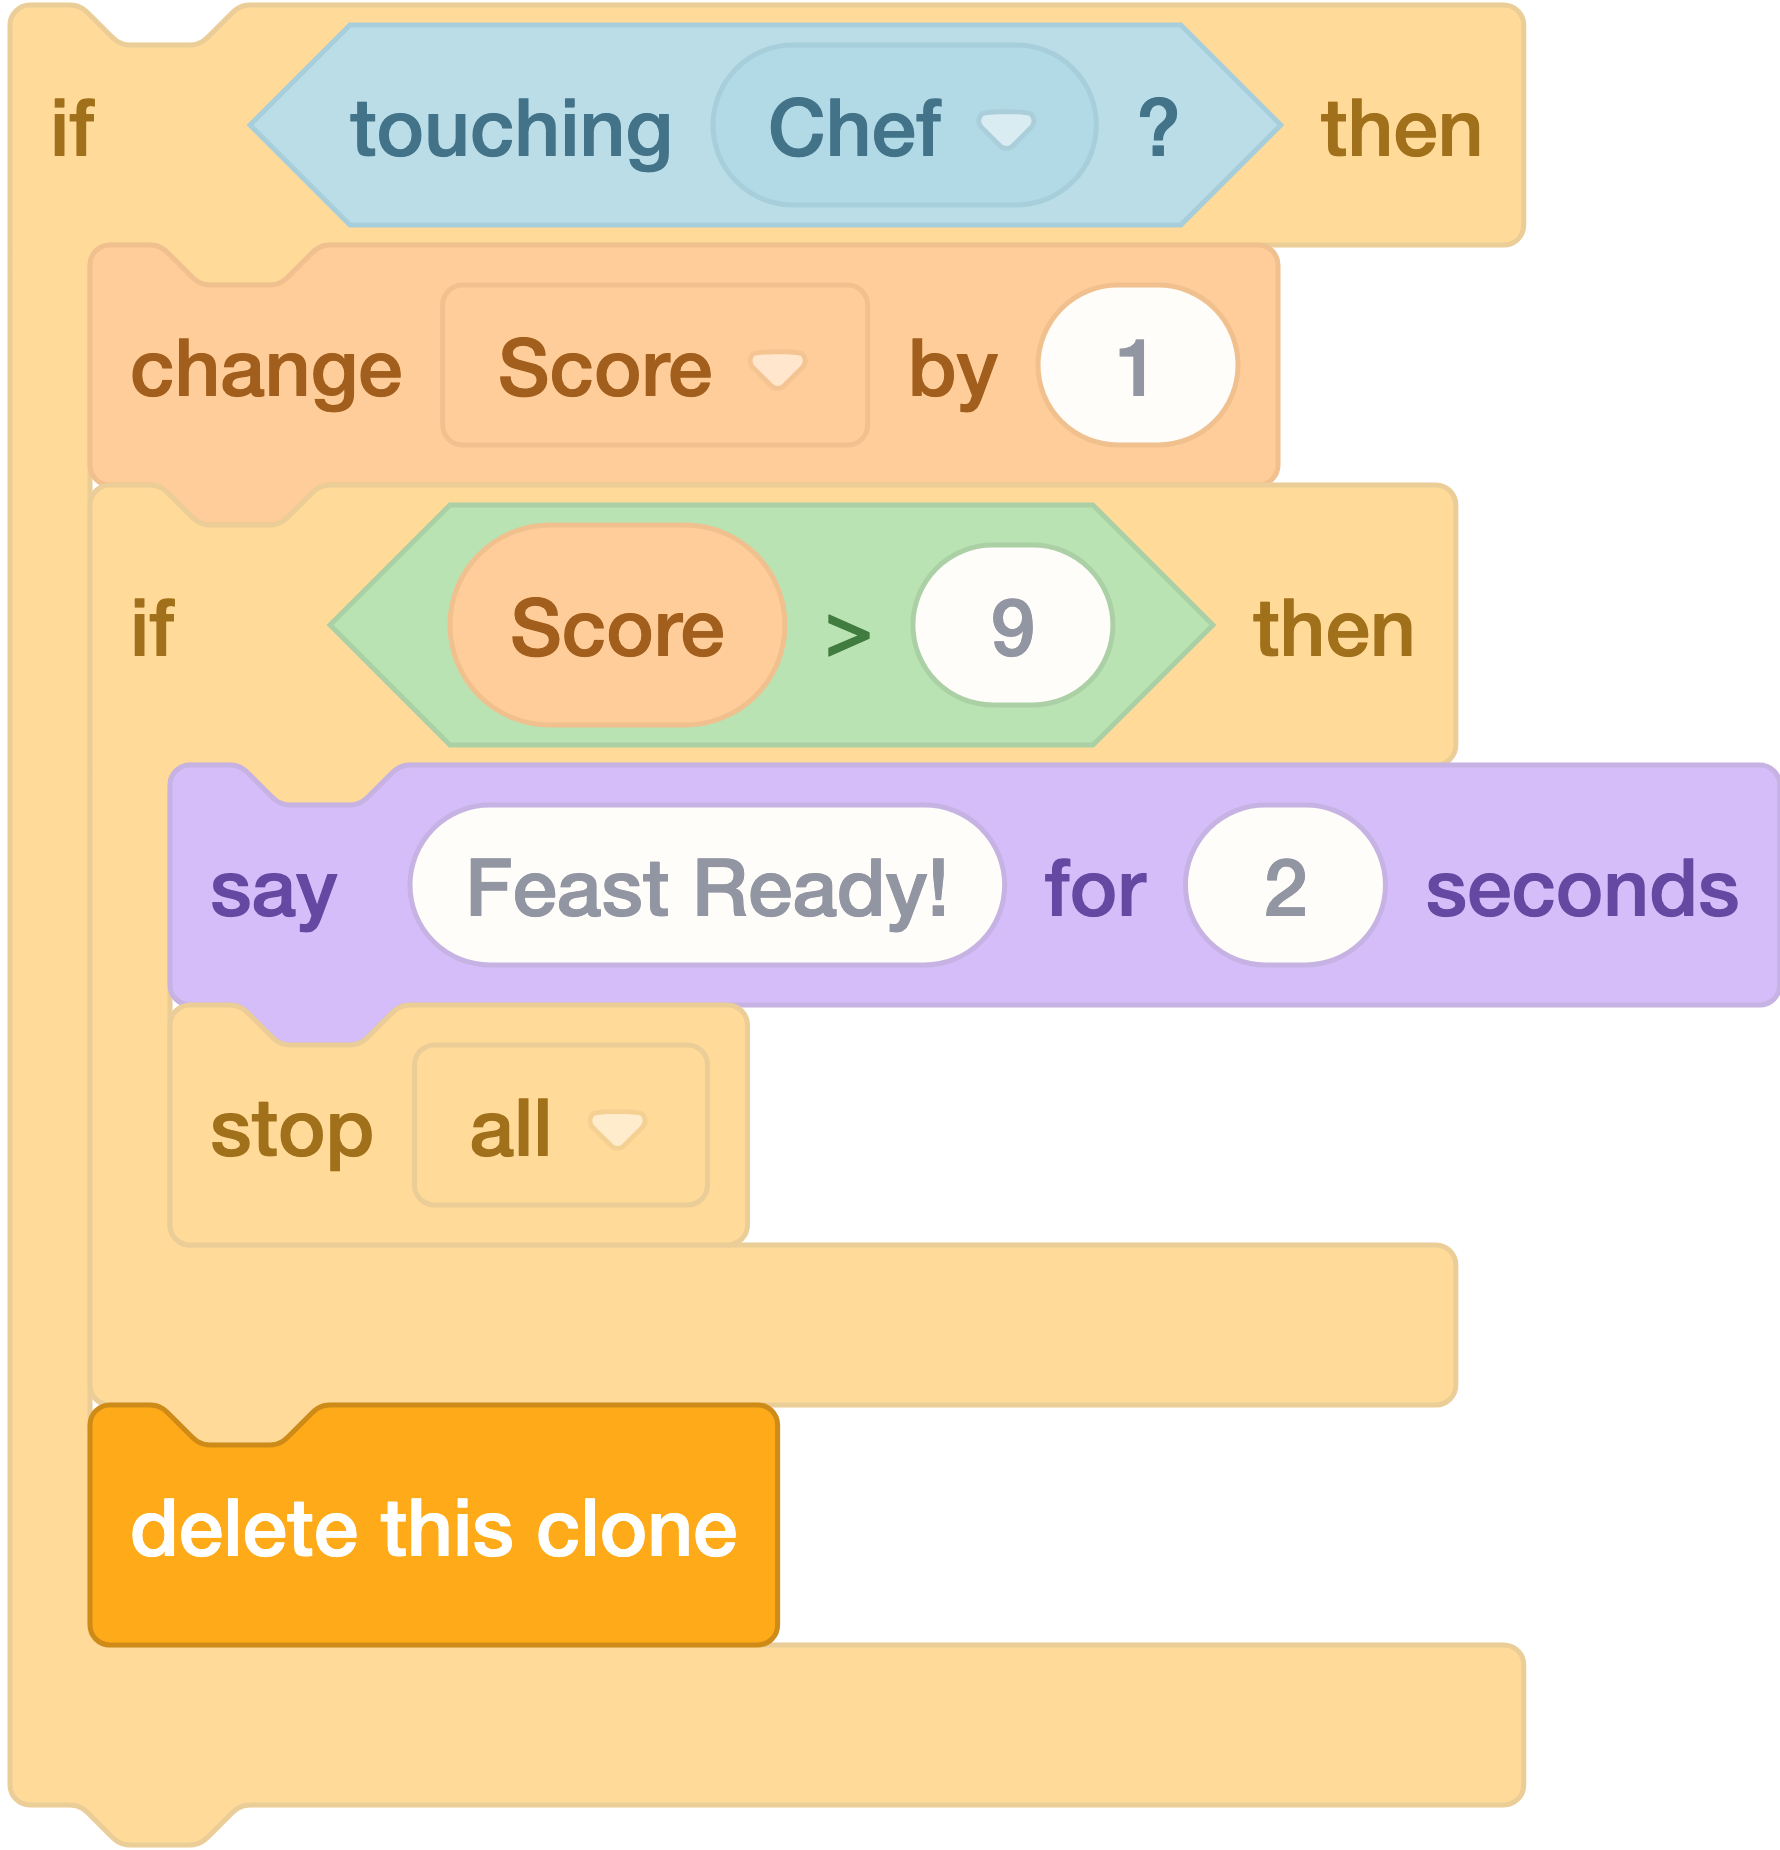 if touching Chef ? then
change Score by 1
if Score > 9 then
say Feast Ready! for 2 seconds
stop all
delete this clone